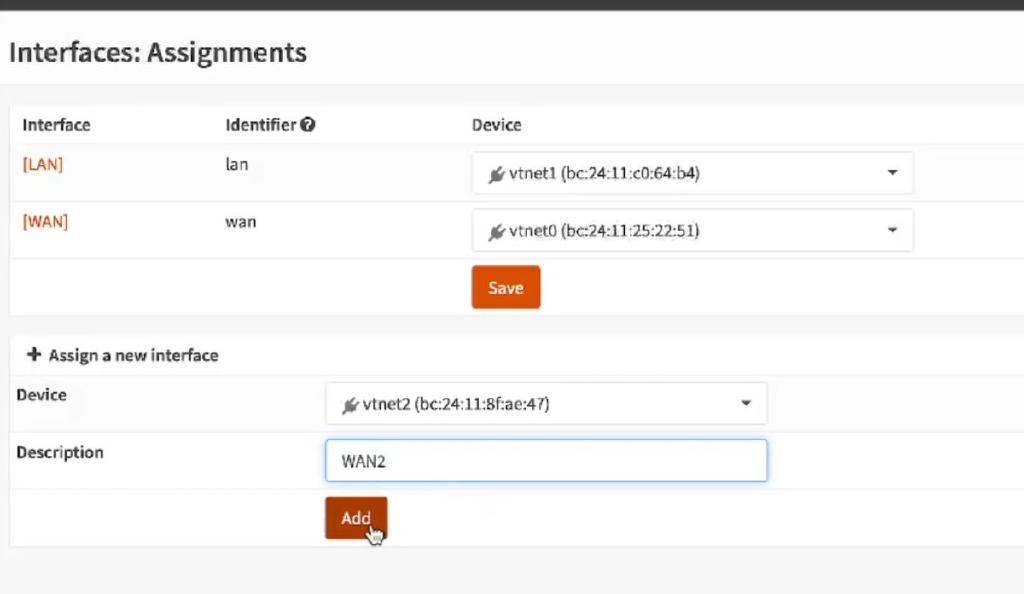 Interfaces: Assignments
Interface Identifier Device
[LAN] lan vtnet1 (bc:24:11:c0:64:b4)
[WAN] wan vtnet0 (bc:24:11:25:22:51)
Save
Assign a new interface
Device vtnet2 (bc:24:11:8f:ae:47)
Description WAN2
Add